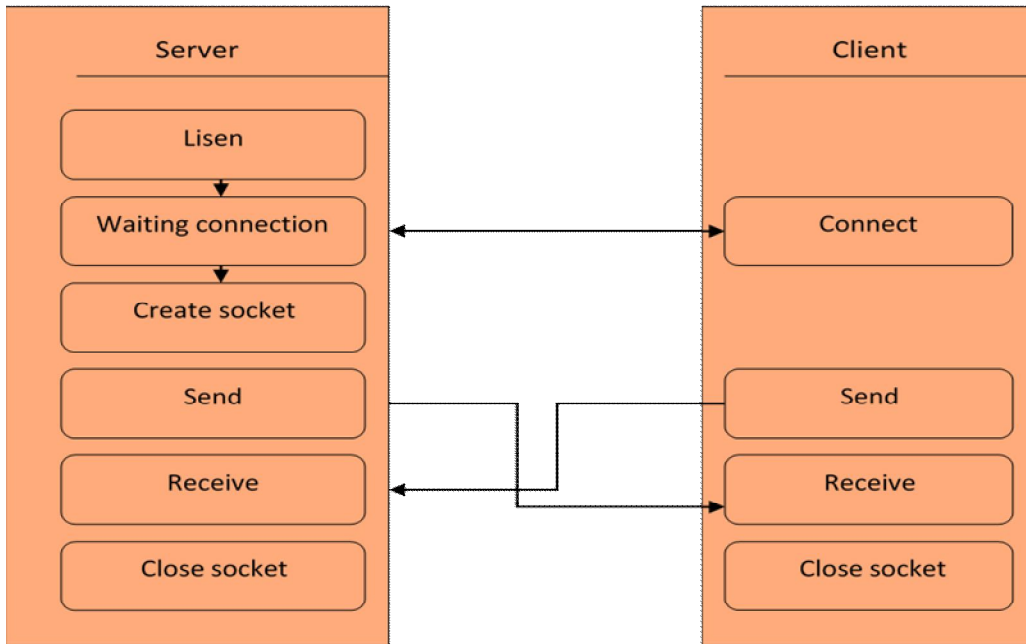 Server
Lisen
Waiting connection
Create socket
Send
Receive
Close socket
Client
Connect
Send
Receive
Close socket